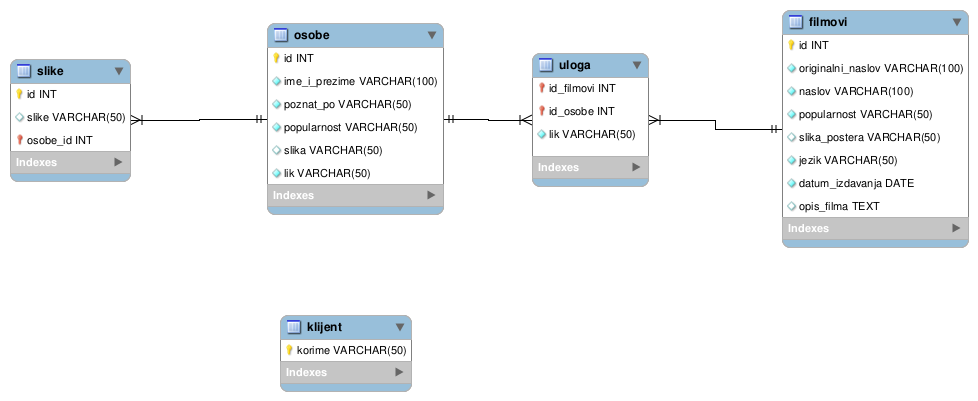 slike
id INT
slike VARCHAR(50)
osobe_id INT
Indexes
osobe
id INT
ime_i_prezime VARCHAR(100)
poznat_po VARCHAR(50)
popularnost VARCHAR(50)
slika VARCHAR(50)
lik VARCHAR(50)
Indexes
uloga
id_filmovi INT
id_osobe INT
lik VARCHAR(50)
Indexes
filmovi
id INT
originalni_naslov VARCHAR(100)
naslov VARCHAR(100)
popularnost VARCHAR(50)
slika_postera VARCHAR(50)
jezik VARCHAR(50)
datum_izdavanja DATE
opis_filma TEXT
Indexes
klijent
korime VARCHAR(50)
Indexes